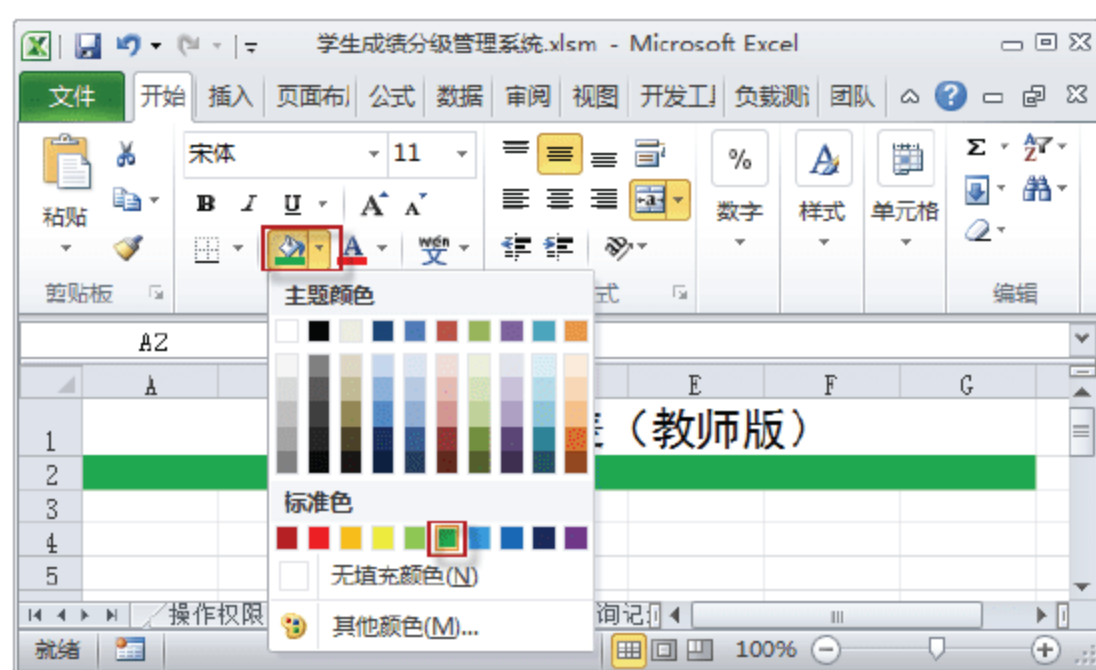 学生成绩分级管理系统.xlsm - Microsoft Excel
文件 开始 插入 页面布 公式 数据 审阅 视图 开发工 负载测 团队
宋体 11 % A Σ
粘贴 B I U A A 数字 样式 单元格
A wén 文
剪贴板 式 编辑
主题颜色
A2
A E F G
1 （教师版）
2
标准色
3
4
5
无填充颜色(N)
操作权限 询记
其他颜色(M)...
就绪 100%